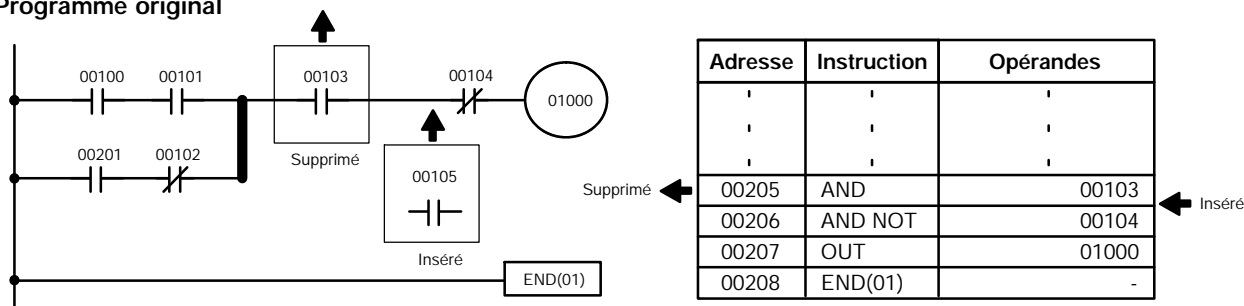 Programme original
00100 00101 00103 00104
01000
00201 00102
Supprimé
00105
Inséré
END(01)
Adresse Instruction Opérandes
Supprimé 00205 AND 00103
Inséré
00206 AND NOT 00104
00207 OUT 01000
00208 END(01) -